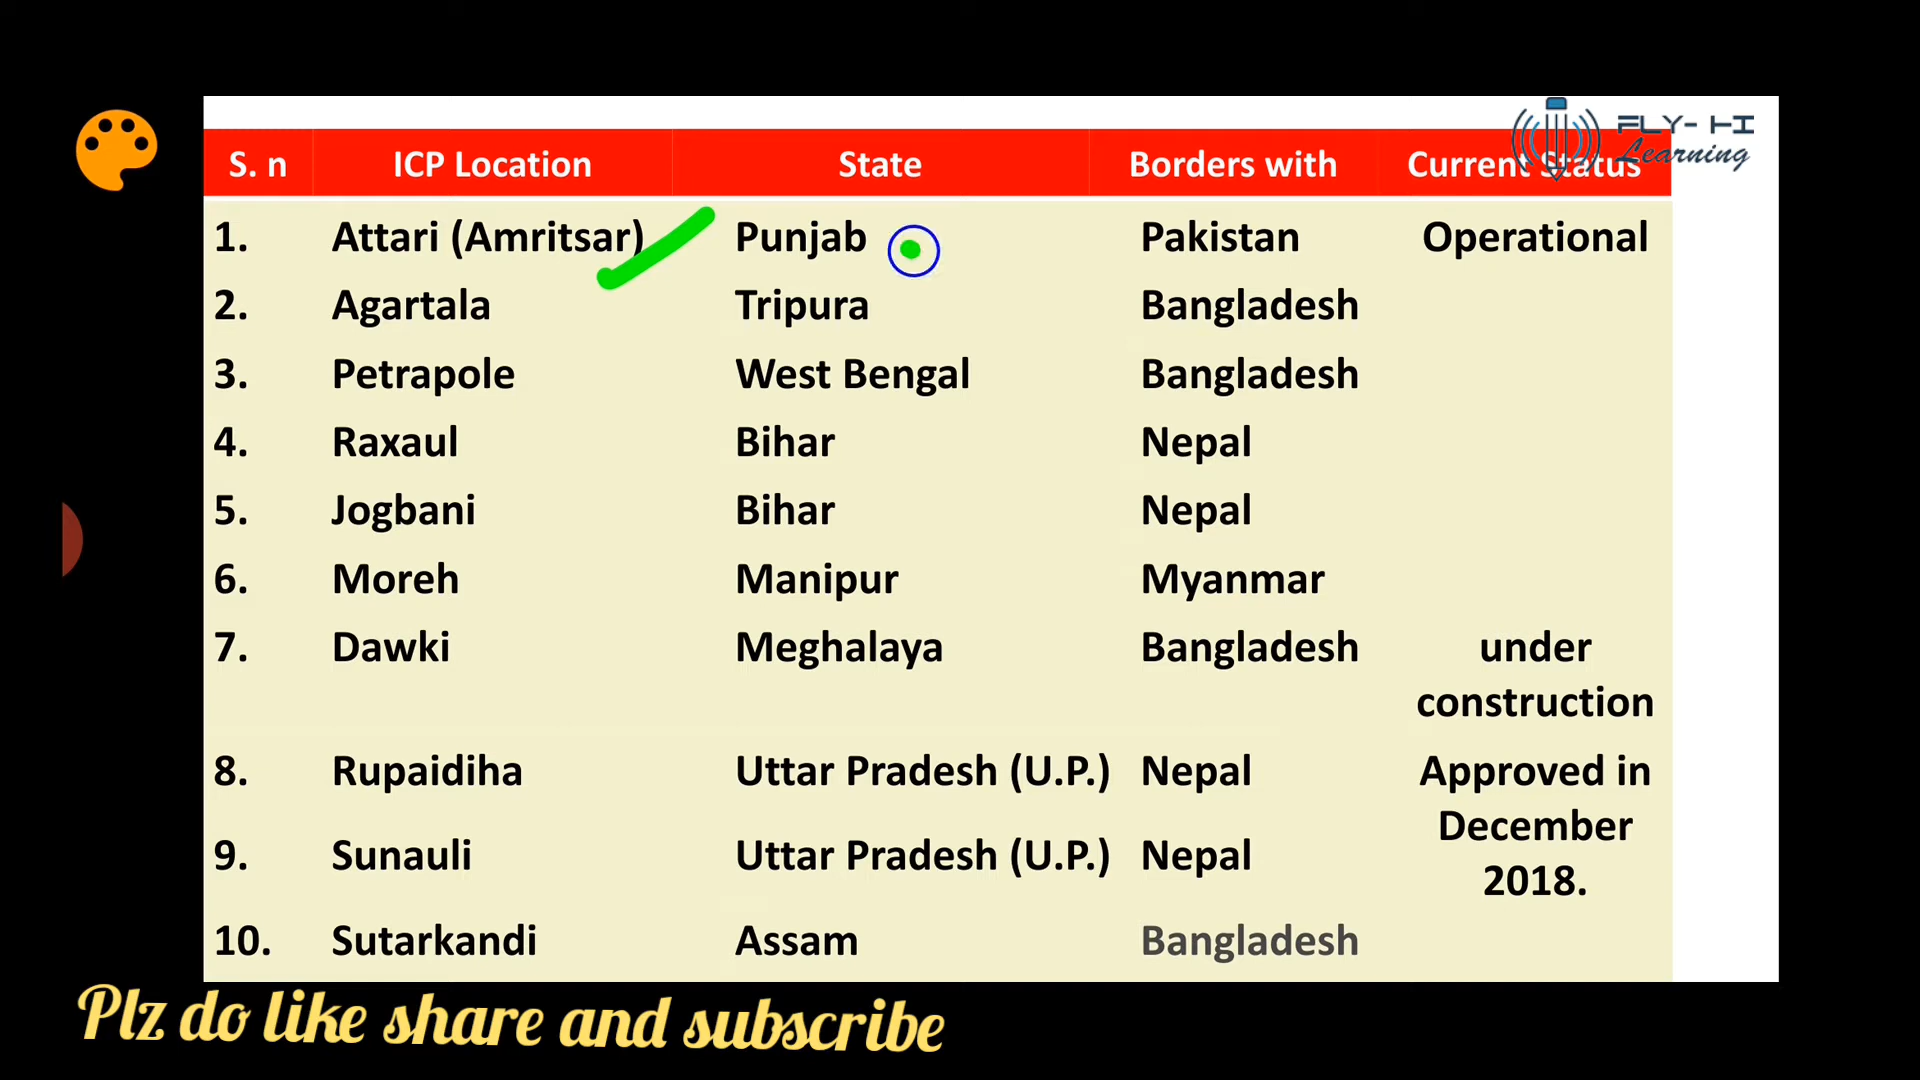 FLY-HI
Learning
S. n ICP Location State Borders with Current Status
1. Attari (Amritsar) Punjab Pakistan Operational
2. Agartala Tripura Bangladesh
3. Petrapole West Bengal Bangladesh
4. Raxaul Bihar Nepal
5. Jogbani Bihar Nepal
6. Moreh Manipur Myanmar
7. Dawki Meghalaya Bangladesh under
construction
8. Rupaidiha Uttar Pradesh (U.P.) Nepal Approved in
December
9. Sunauli Uttar Pradesh (U.P.) Nepal
2018.
10. Sutarkandi Assam Bangladesh
Plz do like share and subscribe